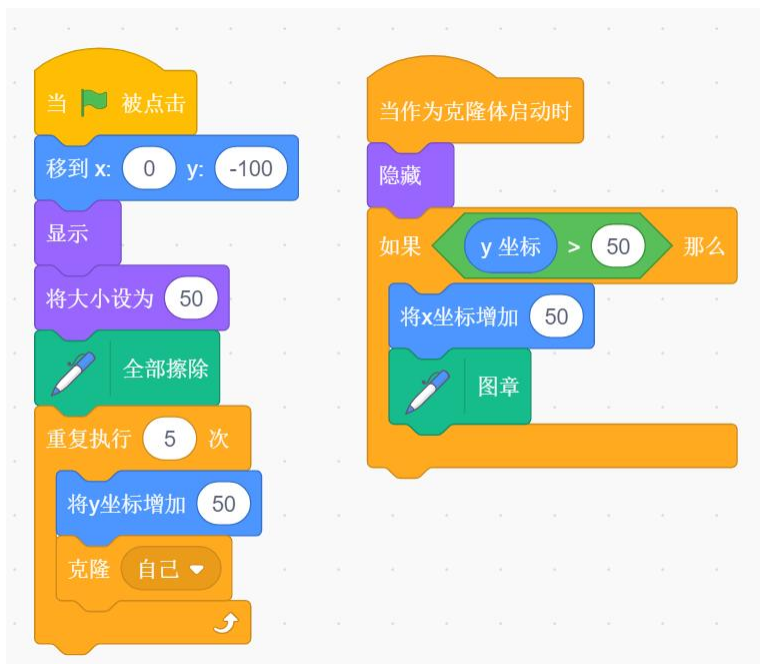 当 被点击
移到 x: 0 y: -100
显示
将大小设为 50
全部擦除
重复执行 5 次
将y坐标增加 50
克隆 自己
当作为克隆体启动时
隐藏
如果 y 坐标 > 50 那么
将x坐标增加 50
图章